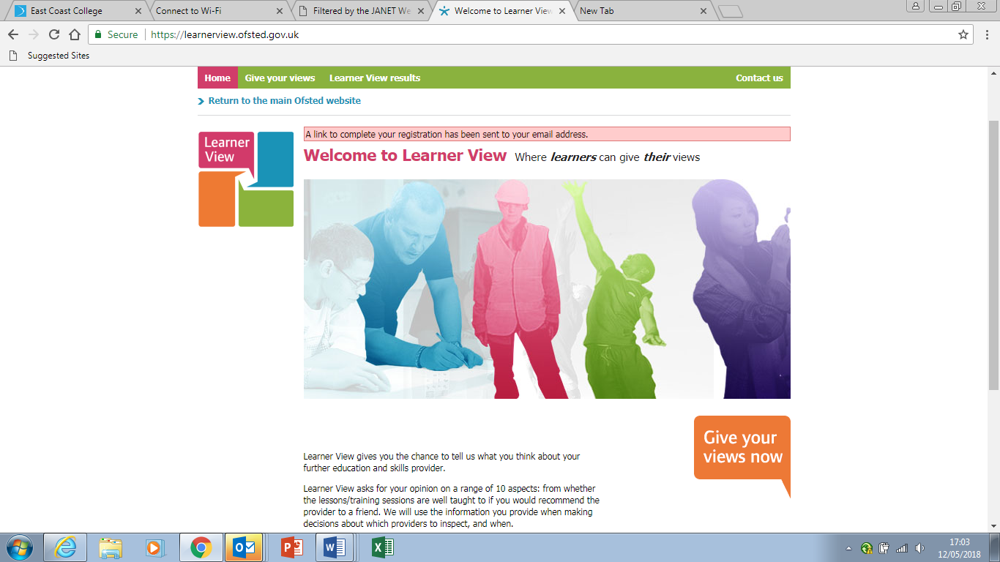 East Coast College
Connect to Wi-Fi
Filtered by the JANET We
Welcome to Learner View
New Tab
Secure
https://learnerview.ofsted.gov.uk
Suggested Sites
Home
Give your views
Learner View results
Contact us
Return to the main Ofsted website
Learner
View
A link to complete your registration has been sent to your email address.
Welcome to Learner View Where learners can give their views
Give your
views now
Learner View gives you the chance to tell us what you think about your
further education and skills provider.
Learner View asks for your opinion on a range of 10 aspects: from whether
the lessons/training sessions are well taught to if you would recommend the
provider to a friend. We will use the information you provide when making
decisions about which providers to inspect, and when.
17:03
12/05/2018